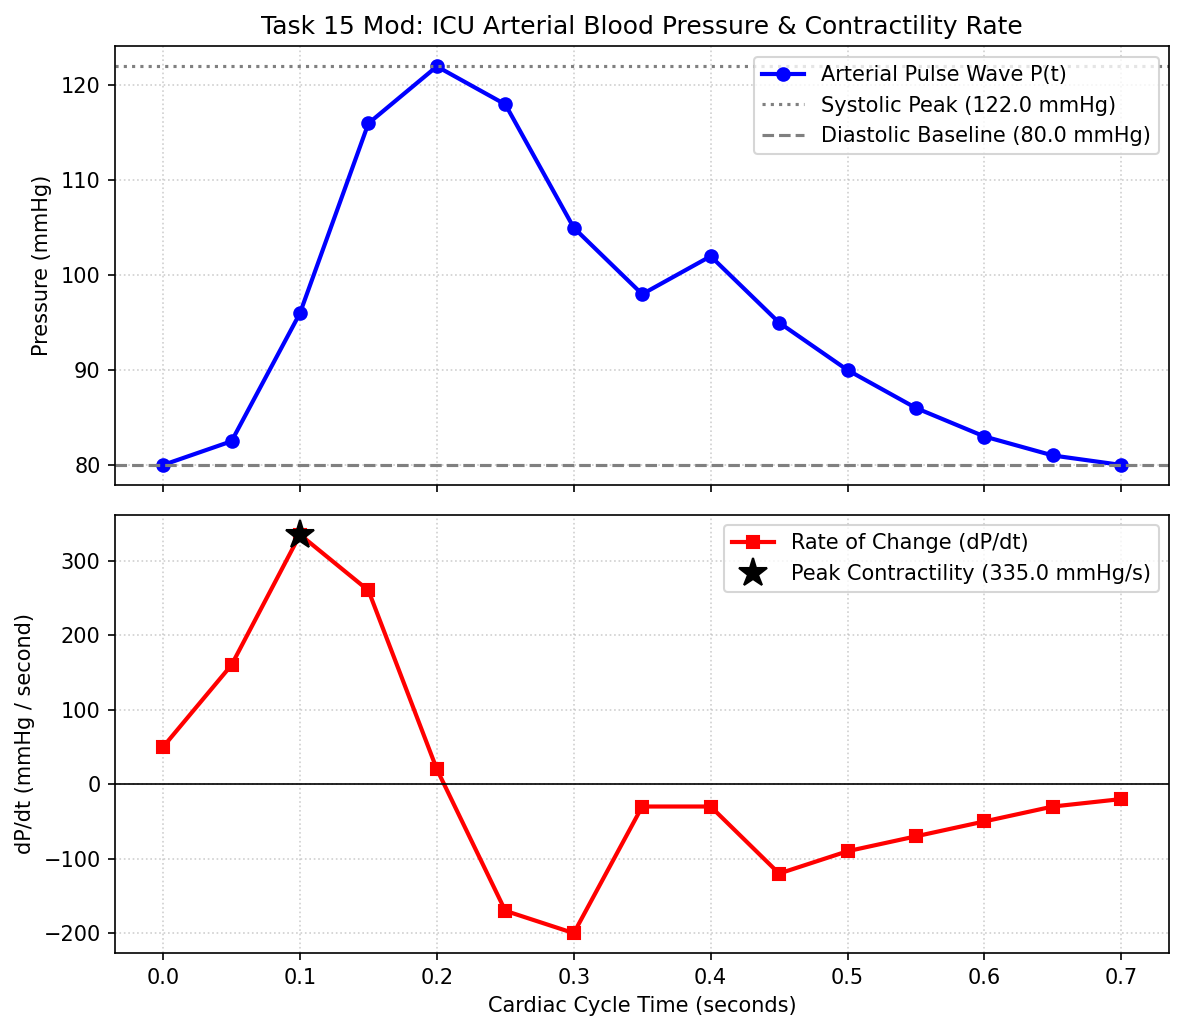 Task 15 Mod: ICU Arterial Blood Pressure & Contractility Rate
Pressure (mmHg)
120
110
100
90
80
Arterial Pulse Wave P(t)
Systolic Peak (122.0 mmHg)
Diastolic Baseline (80.0 mmHg)
dP/dt (mmHg / second)
300
200
100
0
−100
−200
Rate of Change (dP/dt)
Peak Contractility (335.0 mmHg/s)
0.0 0.1 0.2 0.3 0.4 0.5 0.6 0.7
Cardiac Cycle Time (seconds)